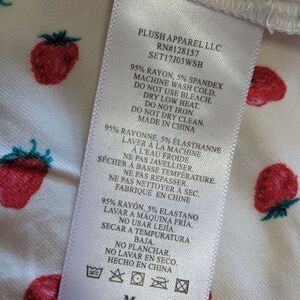 PLUSH APPAREL LLC
RN#128157
SET17J03WSB
95% RAYON, 5% SPANDEX
MACHINE WASH COLD.
DO NOT USE BLEACH.
DRY LOW HEAT.
DO NOT IRON.
DO NOT DRY CLEAN.
MADE IN CHINA
95% RAYONNE, 5% ÉLASTHANNE
LAVER À LA MACHINE
À L'EAU FROIDE.
NE PAS JAVELLISER.
SÉCHER À BASSE TEMPÉRATURE.
NE PAS REPASSER.
NE PAS NETTOYER À SEC.
FABRIQUÉ EN CHINE
95% RAYON, 5% ELASTANO
LAVAR A MÁQUINA FRÍA.
NO USAR LEJÍA.
SECAR A TEMPERATURA
BAJA.
NO PLANCHAR.
NO LAVAR EN SECO.
HECHO EN CHINA
M